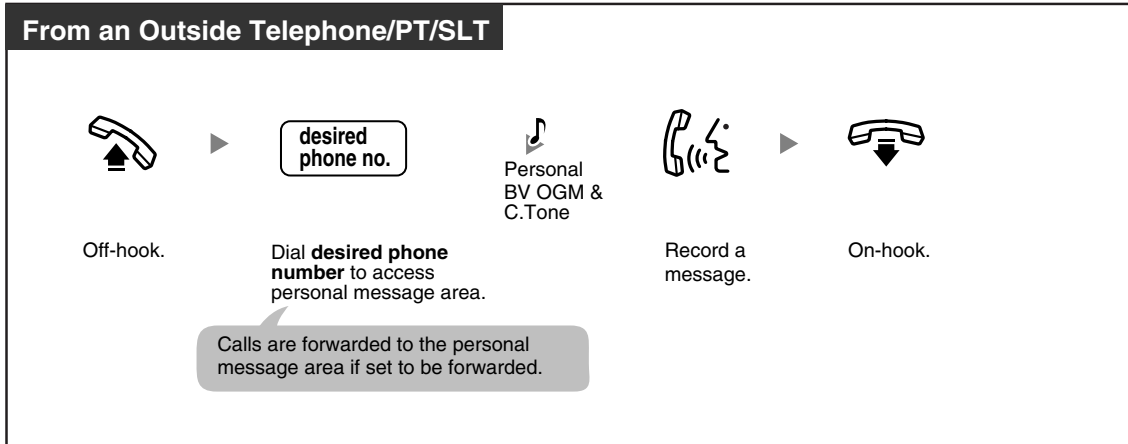 From an Outside Telephone/PT/SLT
desired
phone no.
Personal
BV OGM &
C.Tone
Off-hook.
Dial desired phone
number to access
personal message area.
Record a
message.
On-hook.
Calls are forwarded to the personal
message area if set to be forwarded.